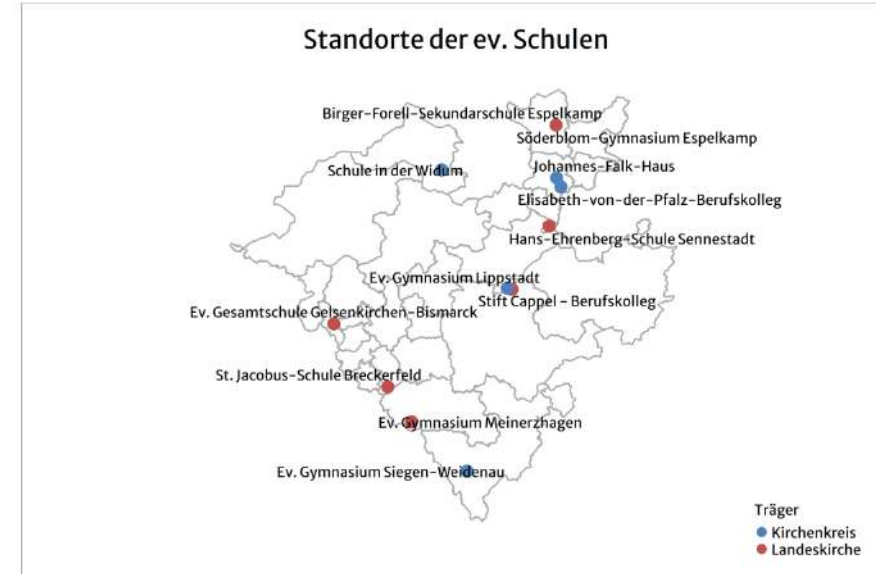 Standorte der ev. Schulen
Birger-Forell-Sekundarschule Espelkamp
Söderblom-Gymnasium Espelkamp
Johannes-Falk-Haus
Schule in der Widum
Elisabeth-von-der-Pfalz-Berufskolleg
Hans-Ehrenberg-Schule Sennestadt
Ev. Gymnasium Lippstadt
Stift Cappel - Berufskolleg
Ev. Gesamtschule Gelsenkirchen-Bismarck
St. Jacobus-Schule Breckerfeld
Ev. Gymnasium Meinerzhagen
Ev. Gymnasium Siegen-Weidenau
Träger
Kirchenkreis
Landeskirche